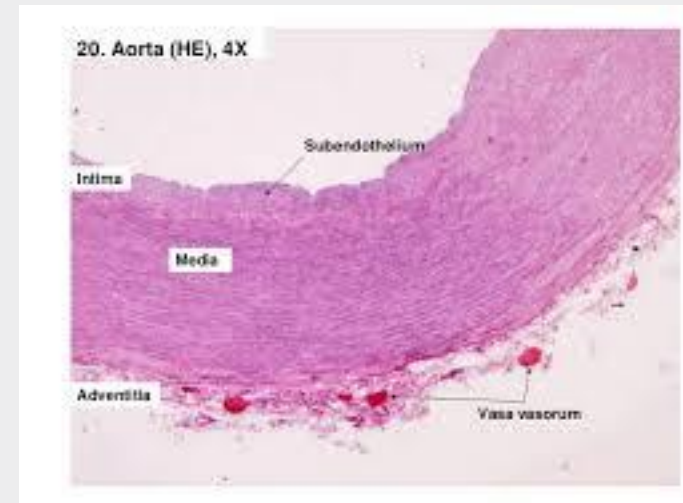 20. Aorta (HE), 4X
Subendothelium
Intima
Media
Adventitia
Vasa vasorum